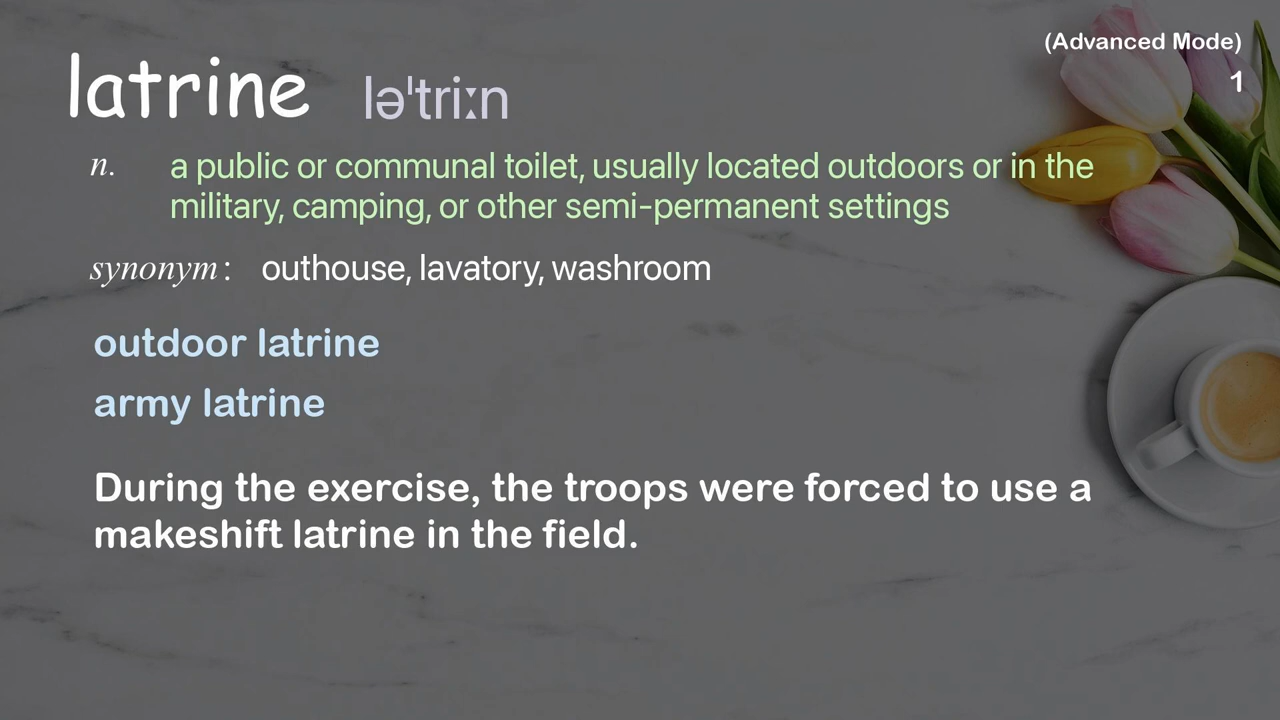 (Advanced Mode)
1
latrine ləˈtriːn
n. a public or communal toilet, usually located outdoors or in the
military, camping, or other semi-permanent settings
synonym: outhouse, lavatory, washroom
outdoor latrine
army latrine
During the exercise, the troops were forced to use a
makeshift latrine in the field.